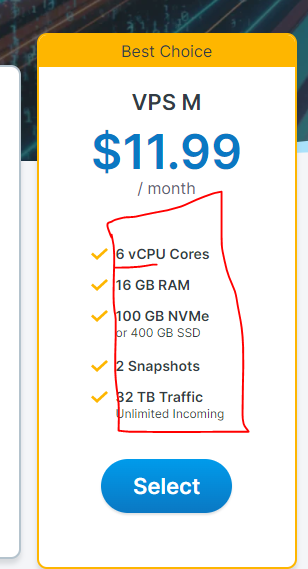 Best Choice
VPS M
$11.99
/ month
6 vCPU Cores
16 GB RAM
100 GB NVMe
or 400 GB SSD
2 Snapshots
32 TB Traffic
Unlimited Incoming
Select